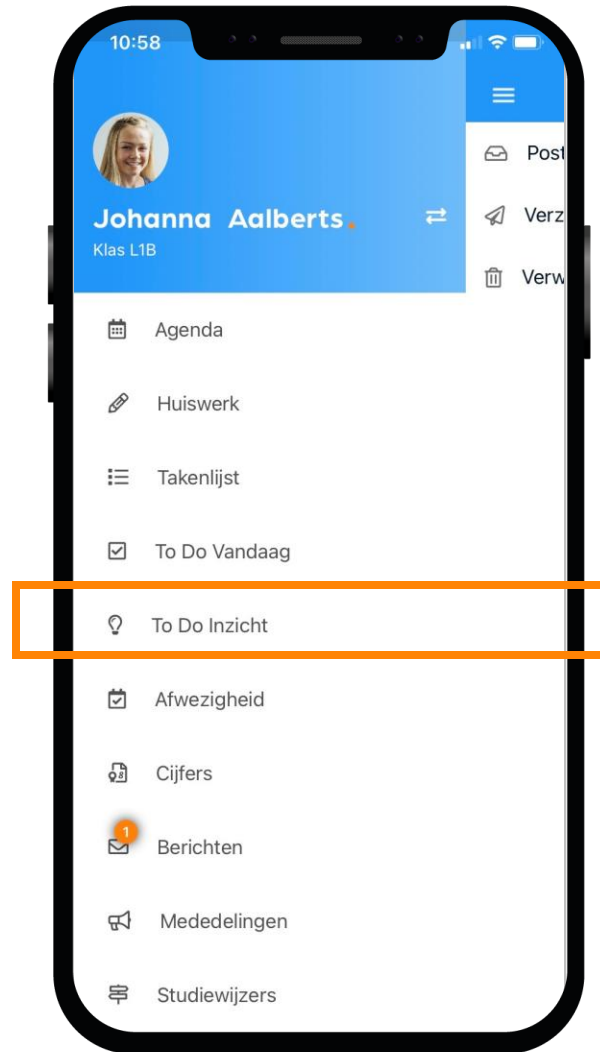 10:58
Johanna Aalberts.
Klas L1B
Post
Verz
Verw
Agenda
Huiswerk
Takenlijst
To Do Vandaag
To Do Inzicht
Afwezigheid
8
Cijfers
1
Berichten
Mededelingen
Studiewijzers